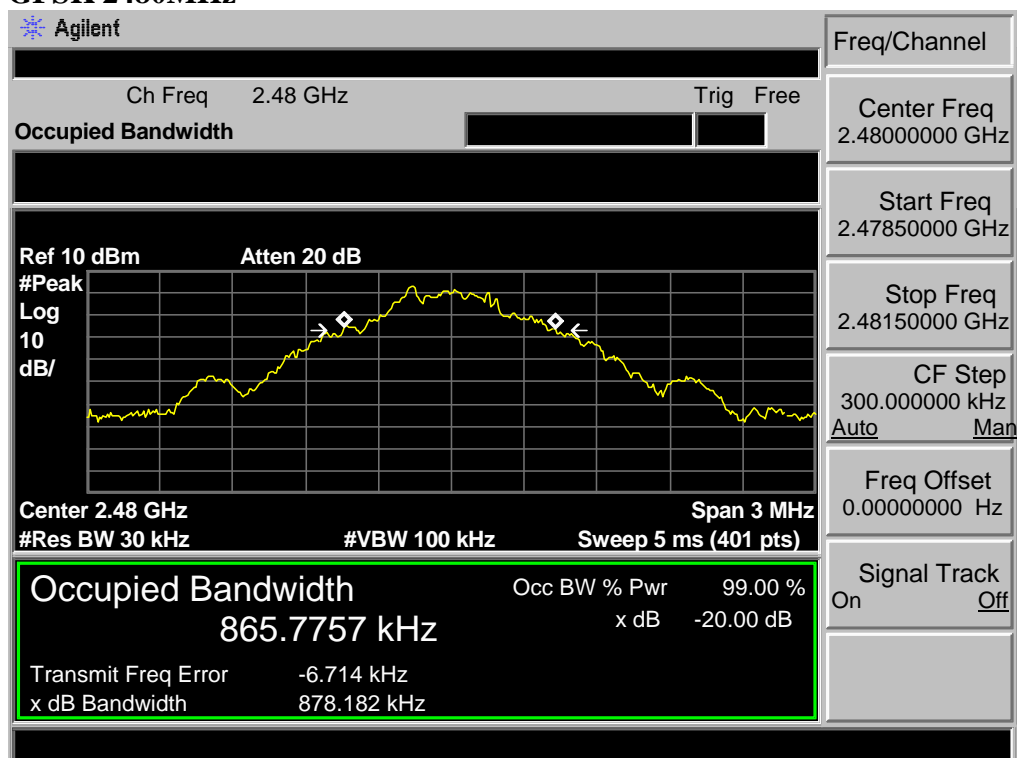 GFSK 2480MHz
Agilent
Freq/Channel
Ch Freq 2.48 GHz Trig Free
Occupied Bandwidth
Center Freq
2.48000000 GHz
Start Freq
2.47850000 GHz
Ref 10 dBm Atten 20 dB
#Peak
Log
10
dB/
Stop Freq
2.48150000 GHz
CF Step
300.000000 kHz
Auto Man
Freq Offset
0.00000000 Hz
Center 2.48 GHz Span 3 MHz
#Res BW 30 kHz #VBW 100 kHz Sweep 5 ms (401 pts)
Signal Track
On Off
Occupied Bandwidth
865.7757 kHz
Occ BW % Pwr 99.00 %
x dB -20.00 dB
Transmit Freq Error -6.714 kHz
x dB Bandwidth 878.182 kHz